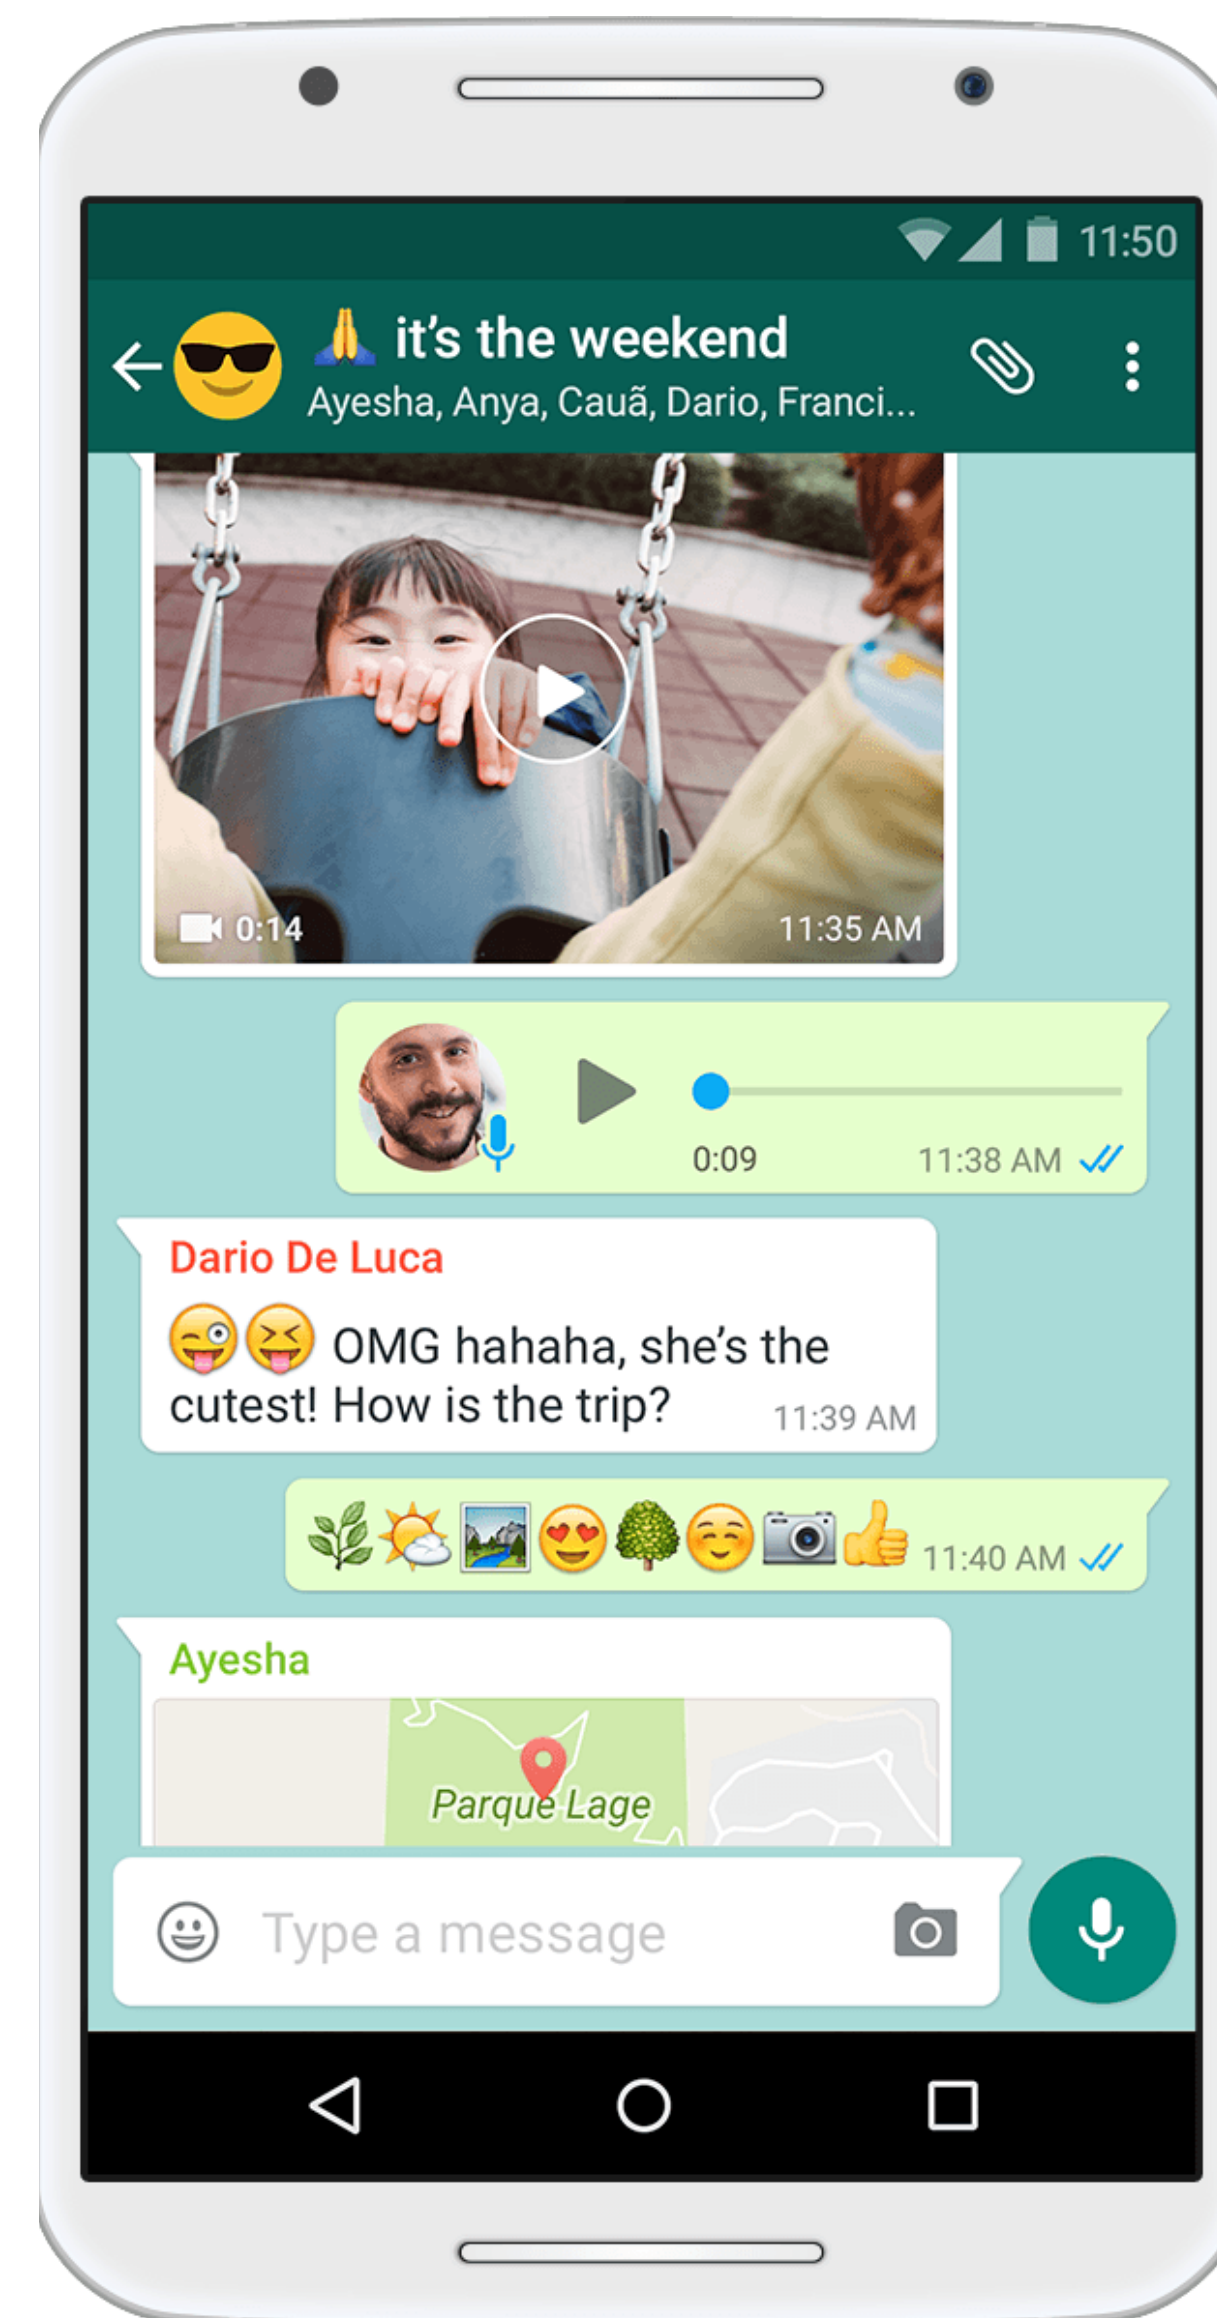 11:50
🙏 it’s the weekend
Ayesha, Anya, Cauã, Dario, Franci...
0:14
11:35 AM
0:09
11:38 AM
Dario De Luca
😜😝 OMG hahaha, she’s the
cutest! How is the trip?
11:39 AM
🌿🌤🏞😍🌳☺️📷👍 11:40 AM
Ayesha
Parque Lage
Type a message